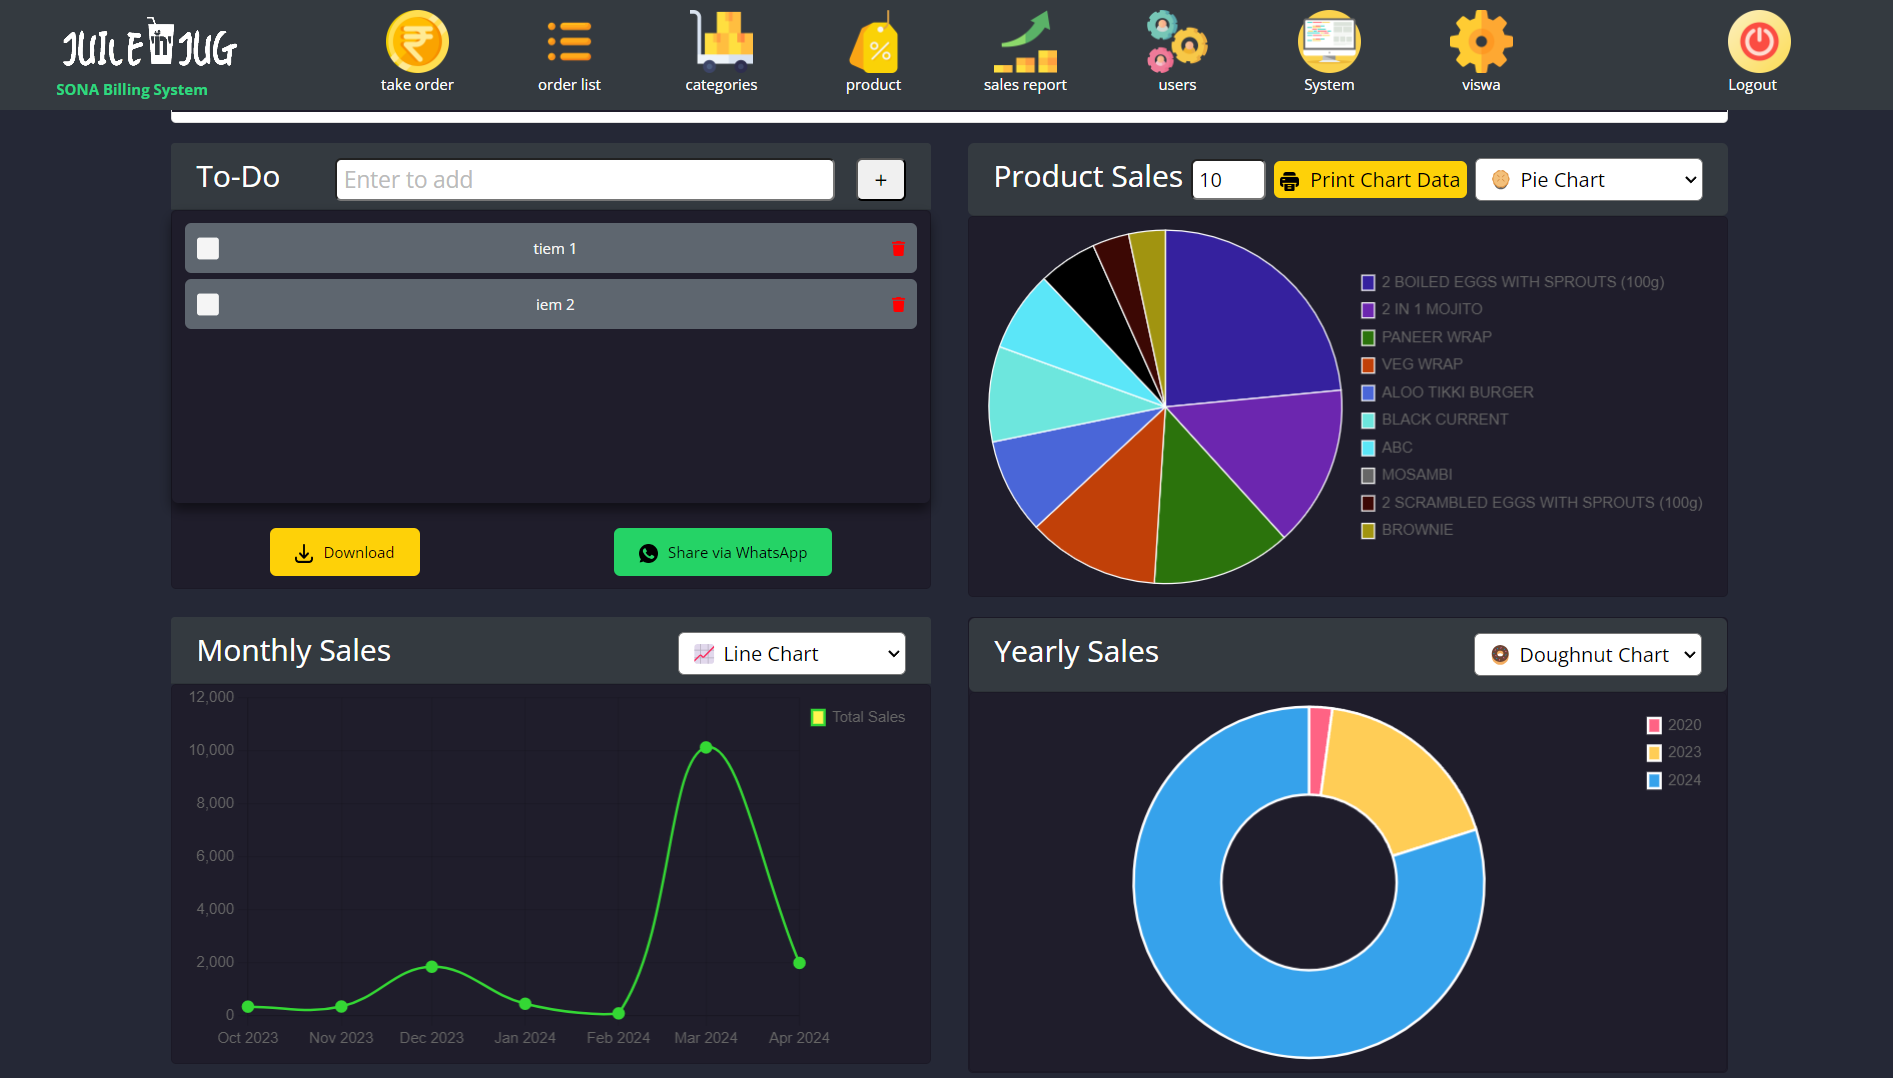 JUICE in JUG
SONA Billing System
take order
order list
categories
product
sales report
users
System
viswa
Logout
To-Do
Enter to add
+
tiem 1
iem 2
Download
Share via WhatsApp
Product Sales
10
Print Chart Data
Pie Chart
2 BOILED EGGS WITH SPROUTS (100g)
2 IN 1 MOJITO
PANEER WRAP
VEG WRAP
ALOO TIKKI BURGER
BLACK CURRENT
ABC
MOSAMBI
2 SCRAMBLED EGGS WITH SPROUTS (100g)
BROWNIE
Monthly Sales
Line Chart
Total Sales
12,000
10,000
8,000
6,000
4,000
2,000
0
Oct 2023
Nov 2023
Dec 2023
Jan 2024
Feb 2024
Mar 2024
Apr 2024
Yearly Sales
Doughnut Chart
2020
2023
2024